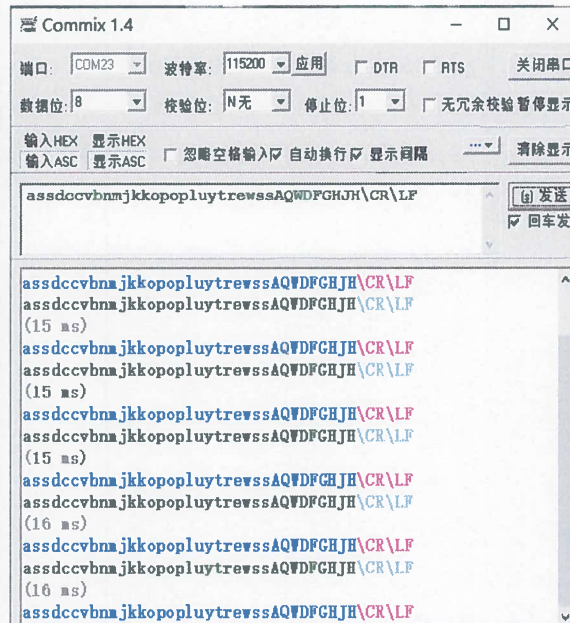 Commix 1.4
端口: COM23 波特率: 115200 应用 DTR RTS 关闭串口
数据位: 8 校验位: N无 停止位: 1 无冗余校验 暂停显示
输入HEX 显示HEX
输入ASC 显示ASC 忽略空格输入 自动换行 显示间隔 ... 清除显示
assdccvbnmjkkopopluytrewssAQWDFGHJH\CR\LF 发送
回车发
assdccvbnmjkkopopluytrewssAQWDFGHJH\CR\LF
assdccvbnmjkkopopluytrewssAQWDFGHJH\CR\LF
(15 ms)
assdccvbnmjkkopopluytrewssAQWDFGHJH\CR\LF
assdccvbnmjkkopopluytrewssAQWDFGHJH\CR\LF
(15 ms)
assdccvbnmjkkopopluytrewssAQWDFGHJH\CR\LF
assdccvbnmjkkopopluytrewssAQWDFGHJH\CR\LF
(15 ms)
assdccvbnmjkkopopluytrewssAQWDFGHJH\CR\LF
assdccvbnmjkkopopluytrewssAQWDFGHJH\CR\LF
(16 ms)
assdccvbnmjkkopopluytrewssAQWDFGHJH\CR\LF
assdccvbnmjkkopopluytrewssAQWDFGHJH\CR\LF
(16 ms)
assdccvbnmjkkopopluytrewssAQWDFGHJH\CR\LF